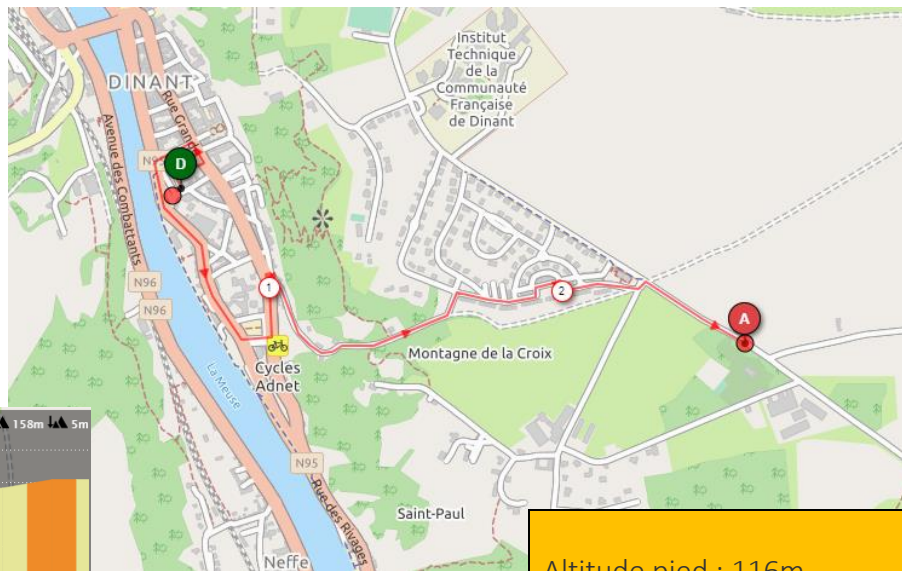 Institut
Technique
de la
Communauté
Française
de Dinant
DINANT
Rue Grande
N95
D
Avenue des Combattants
N96
N96
1
2
A
Montagne de la Croix
Cycles
Adnet
La Meuse
158m 5m
N95
Rue des Rivages
Saint-Paul
Neffe
Altitude pied : 116m